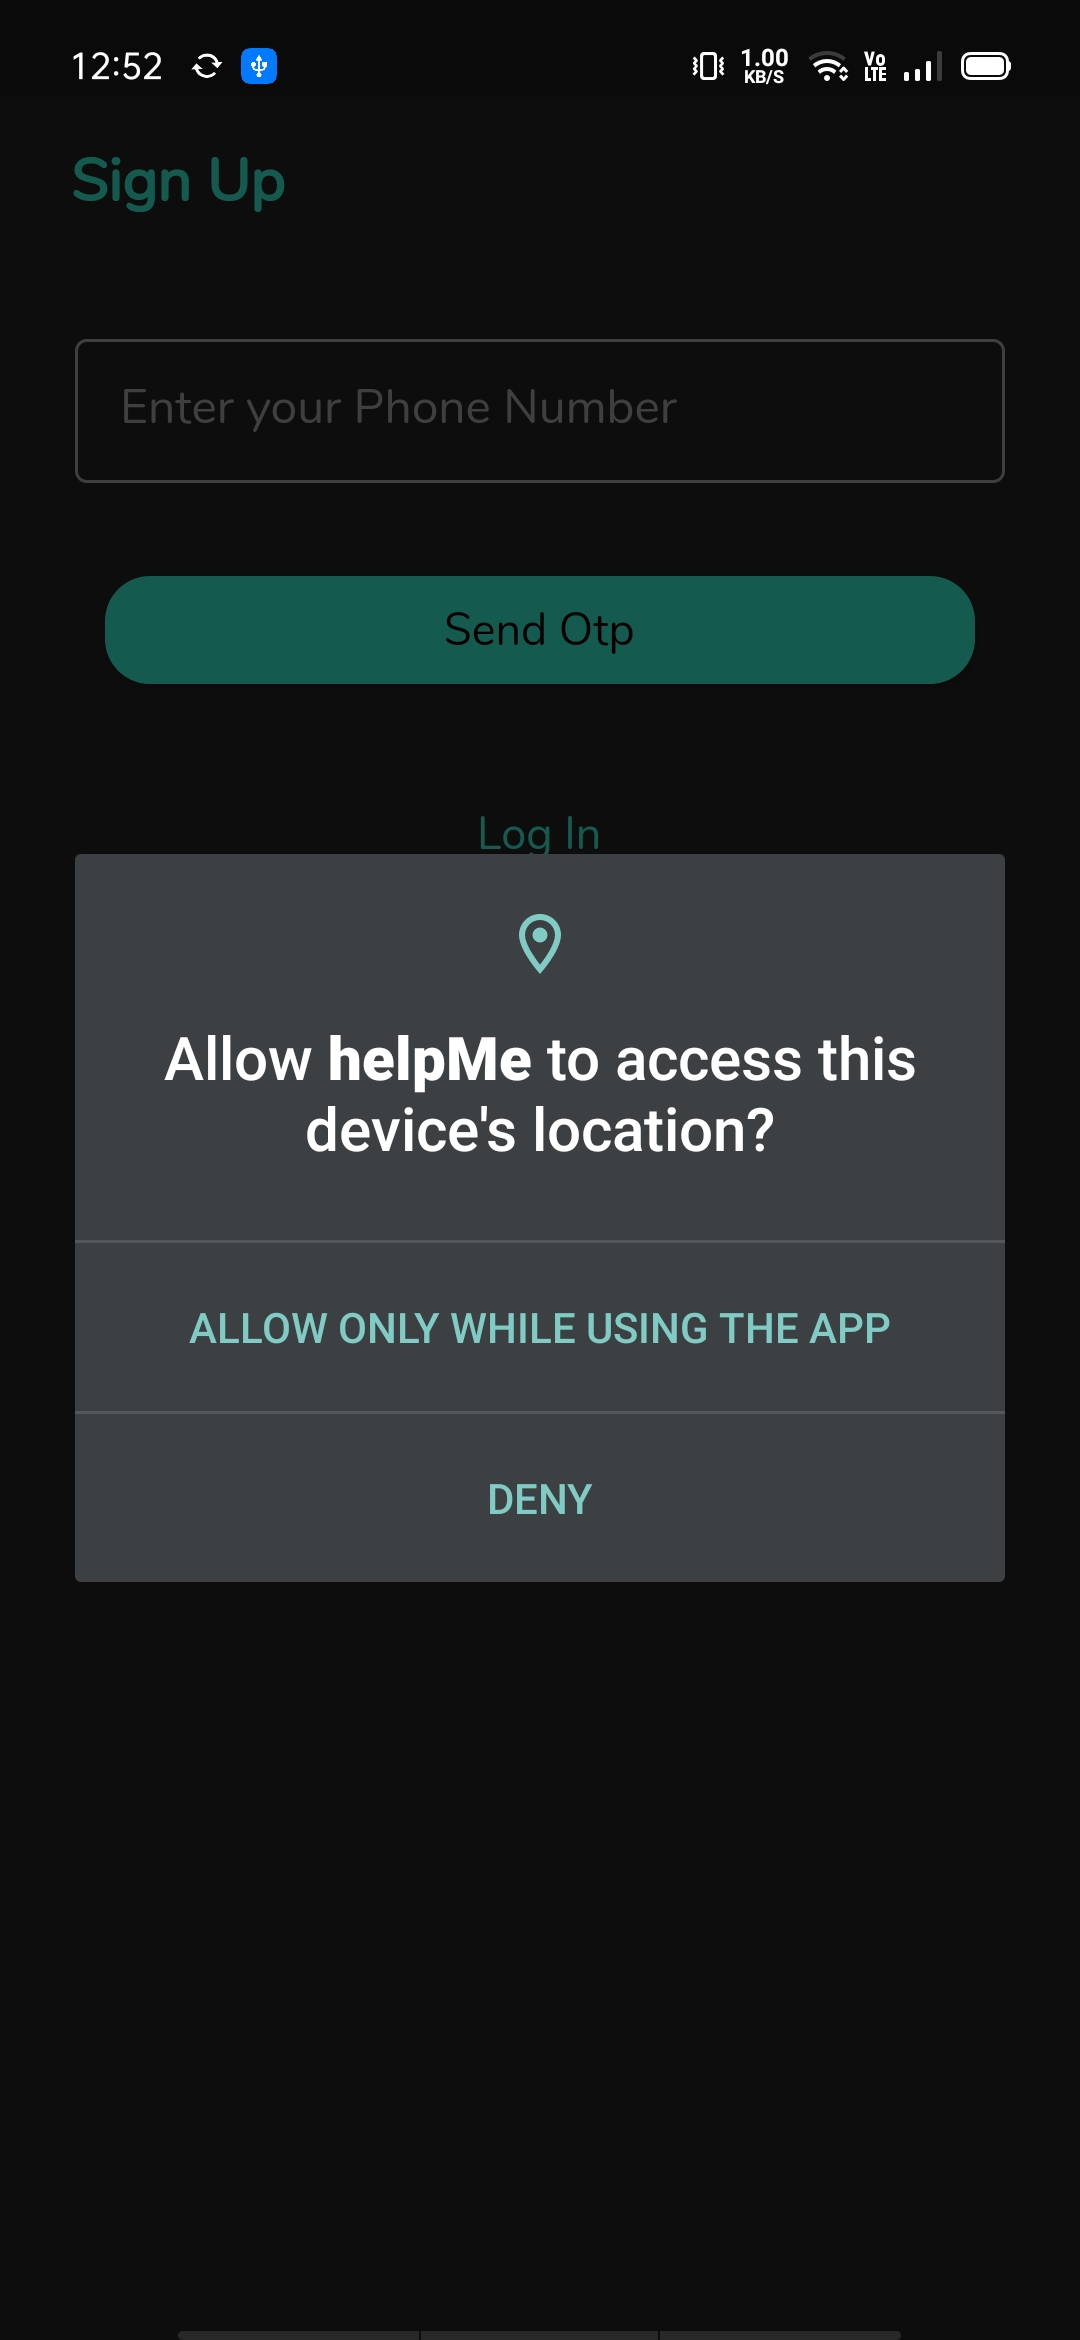 12:52
1.00
KB/S
Vo
LTE
Sign Up
Enter your Phone Number
Send Otp
Log In
Allow helpMe to access this
device's location?
ALLOW ONLY WHILE USING THE APP
DENY